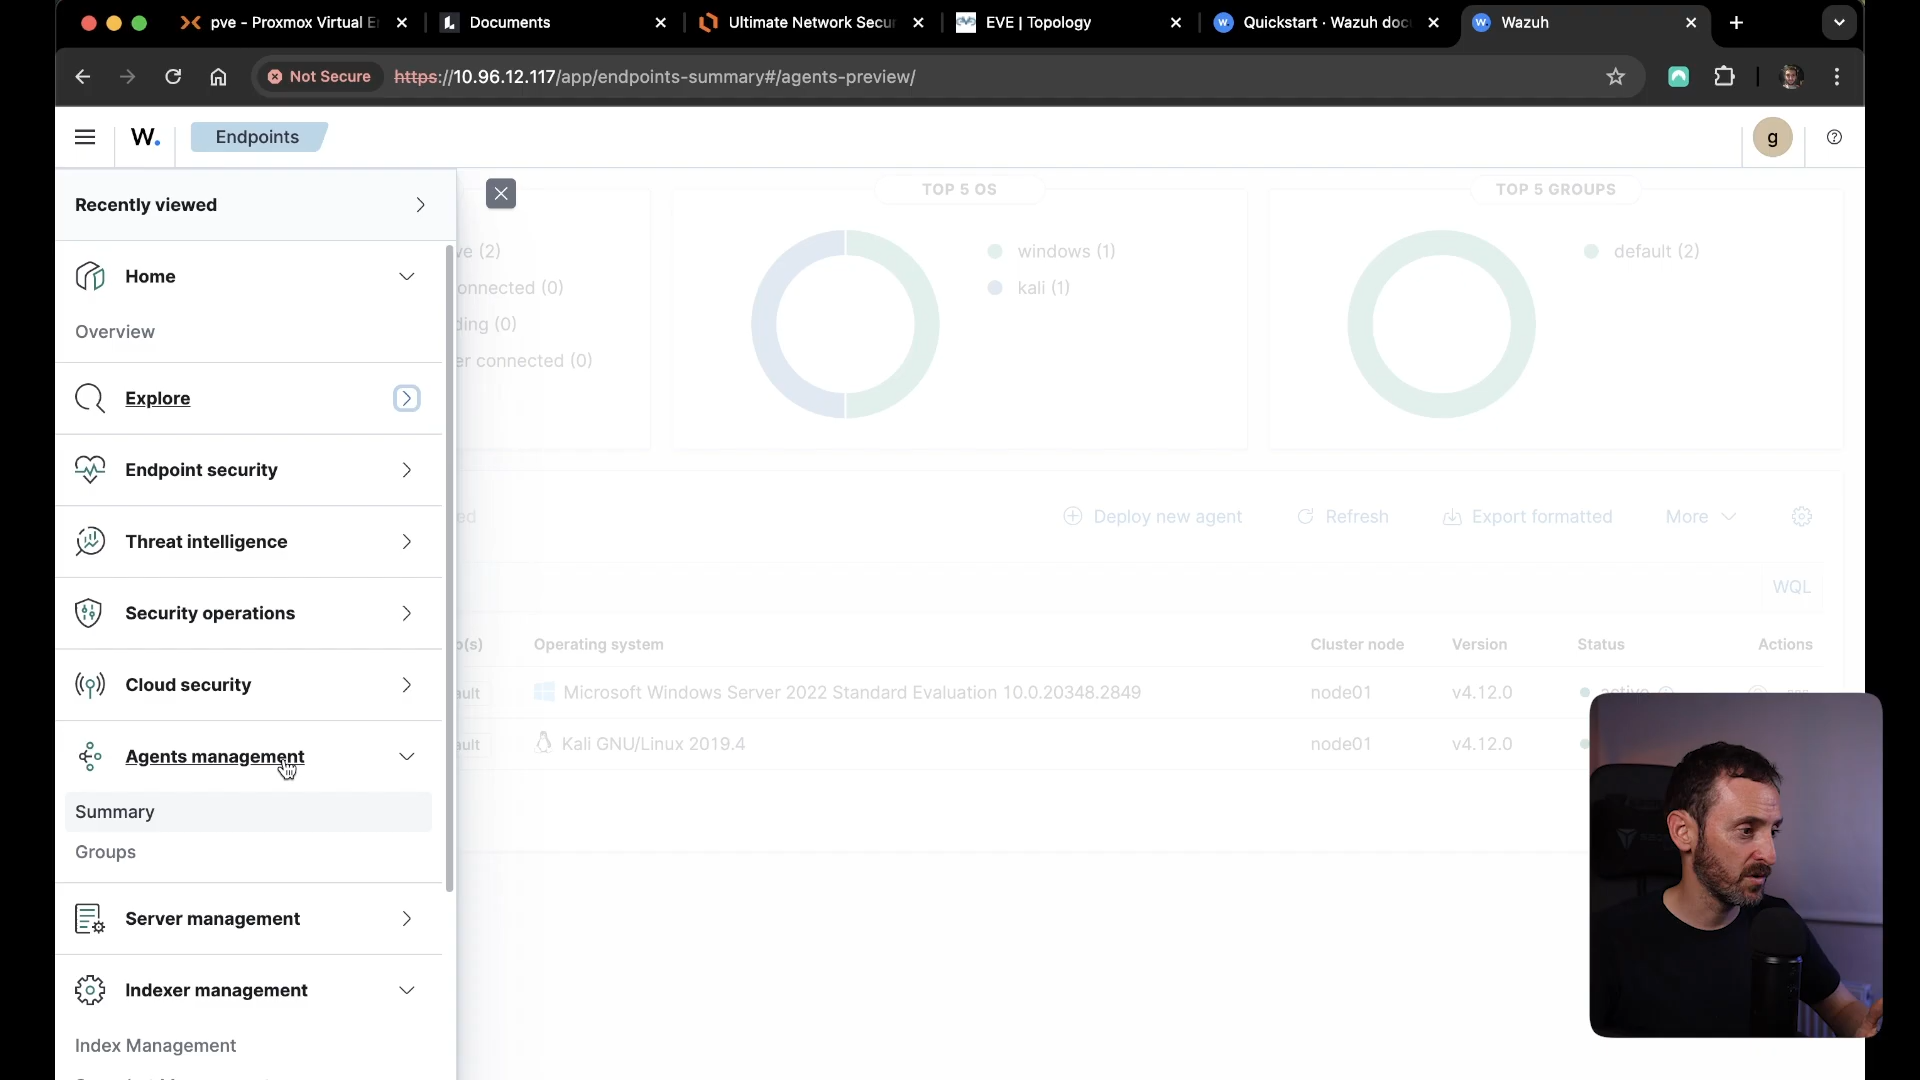 pve - Proxmox Virtual E
Documents
Ultimate Network Secur
EVE | Topology
Quickstart · Wazuh doc
Wazuh
Not Secure
https://10.96.12.117/app/endpoints-summary#/agents-preview/
W.
Endpoints
g
Recently viewed
Home
Overview
Explore
Endpoint security
Threat intelligence
Security operations
Cloud security
Agents management
Summary
Groups
Server management
Indexer management
Index Management
ve (2)
onnected (0)
ding (0)
er connected (0)
TOP 5 OS
windows (1)
kali (1)
TOP 5 GROUPS
default (2)
ed
Deploy new agent
Refresh
Export formatted
More
WQL
p(s)
Operating system
Cluster node
Version
Status
Actions
ault
Microsoft Windows Server 2022 Standard Evaluation 10.0.20348.2849
node01
v4.12.0
active
ault
Kali GNU/Linux 2019.4
node01
v4.12.0